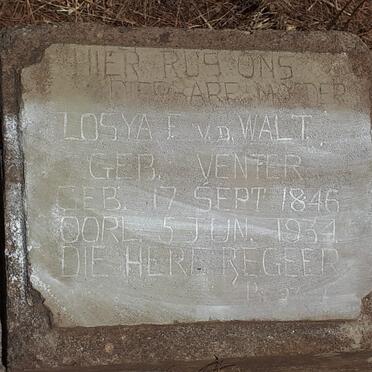 HIER RUS ONS
DIERBARE MOEDER
LOSYA F. V.D. WALT.
GEB. VENTER
GEB. 17 SEPT 1846
OORL. 5 JUN. 1934
DIE HERE REGEER